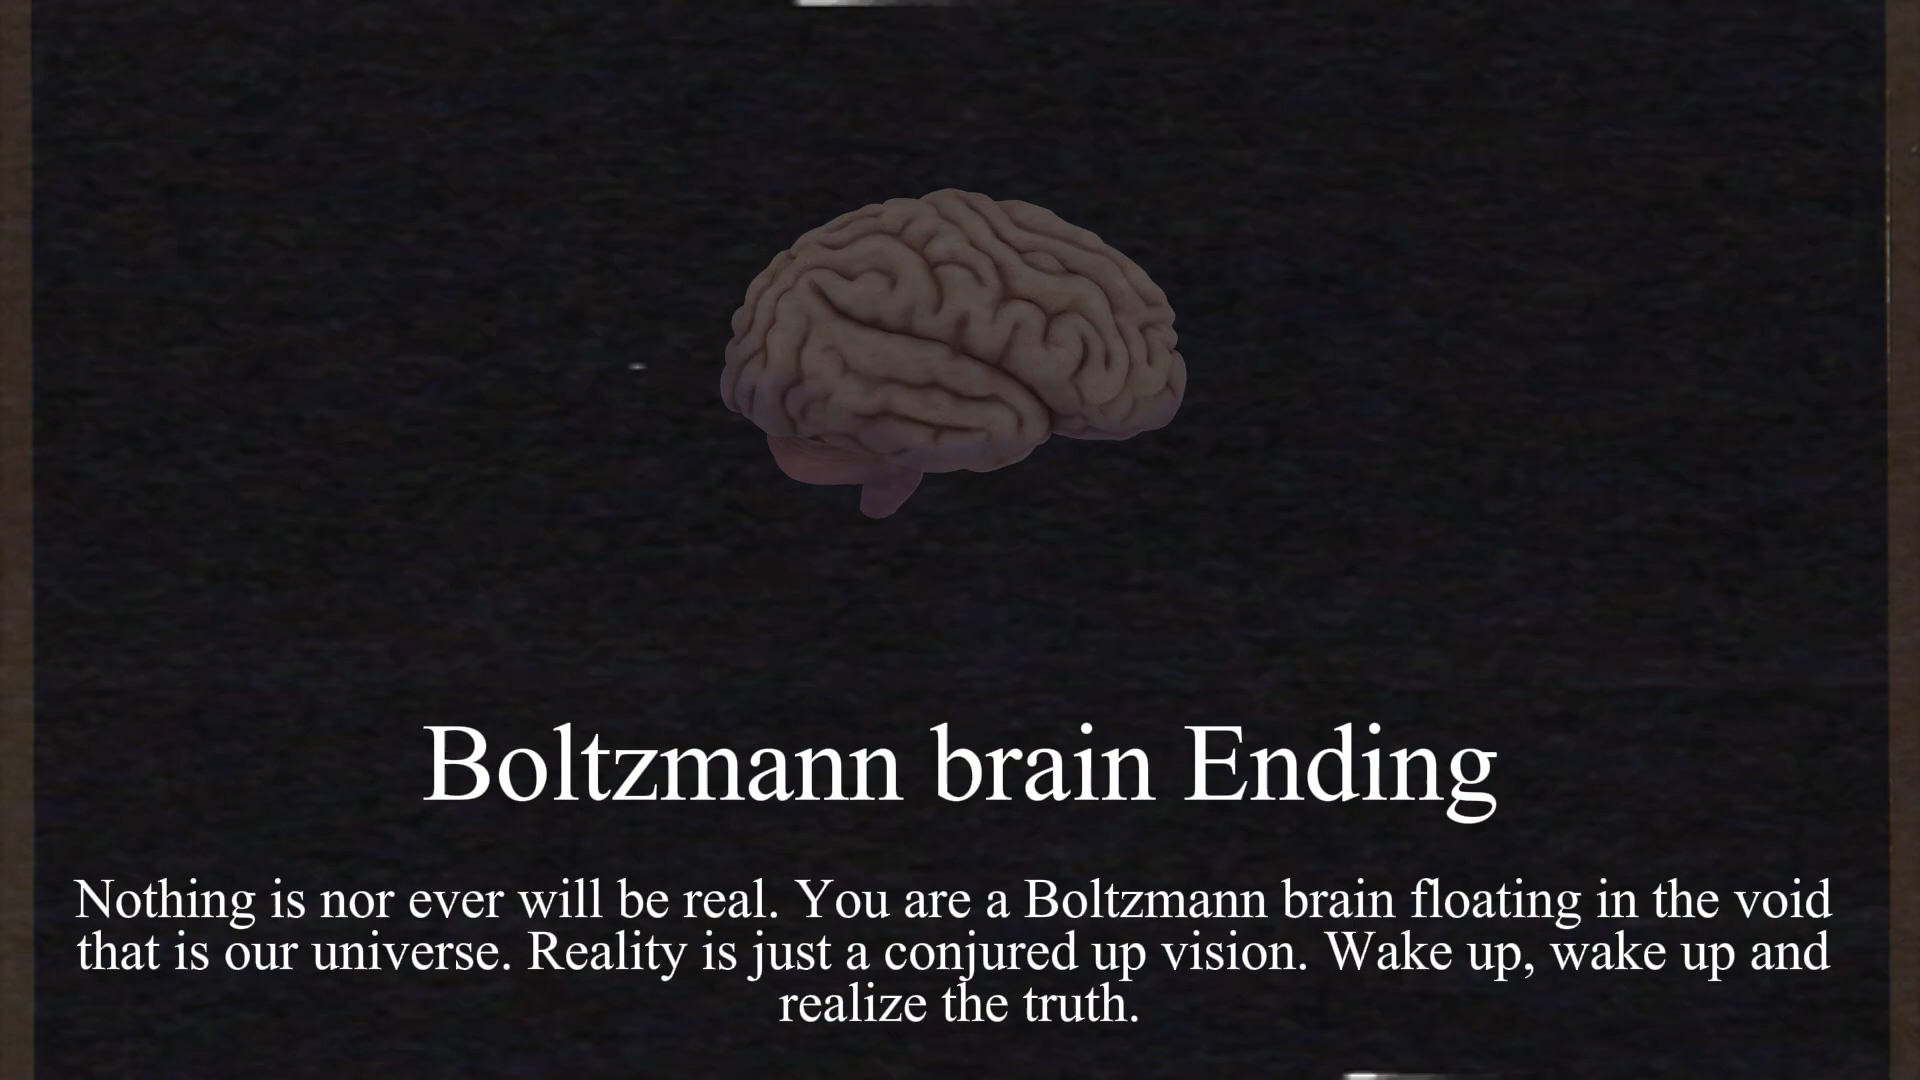 Boltzmann brain Ending
Nothing is nor ever will be real. You are a Boltzmann brain floating in the void
that is our universe. Reality is just a conjured up vision. Wake up, wake up and
realize the truth.